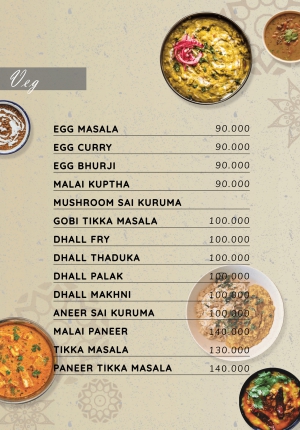 Veg
EGG MASALA 90.000
EGG CURRY 90.000
EGG BHURJI 90.000
MALAI KUPTHA 90.000
MUSHROOM SAI KURUMA
GOBI TIKKA MASALA 100.000
DHALL FRY 100.000
DHALL THADUKA 100.000
DHALL PALAK 100.000
DHALL MAKHNI 100.000
ANEER SAI KURUMA 100.000
MALAI PANEER 140.000
TIKKA MASALA 130.000
PANEER TIKKA MASALA 140.000